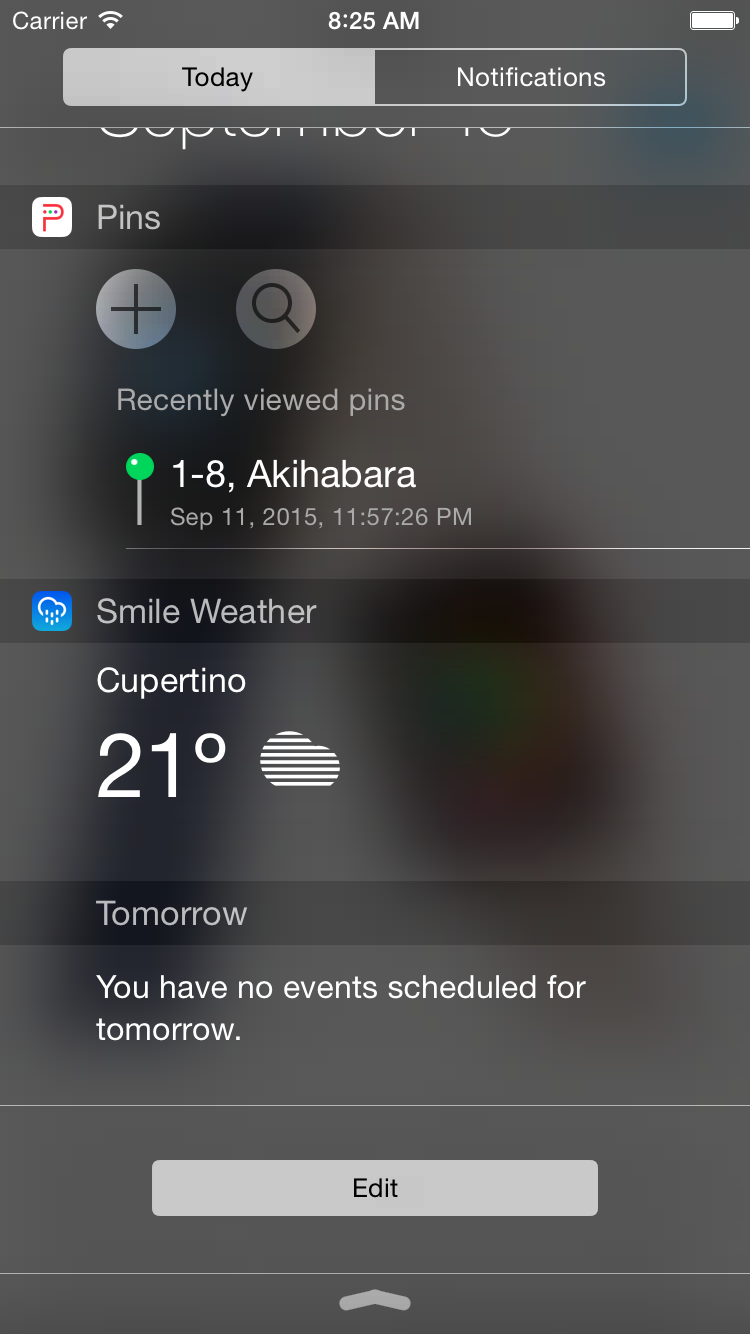 Carrier 8:25 AM
Today Notifications
Pins
Recently viewed pins
1-8, Akihabara
Sep 11, 2015, 11:57:26 PM
Smile Weather
Cupertino
21°
Tomorrow
You have no events scheduled for
tomorrow.
Edit